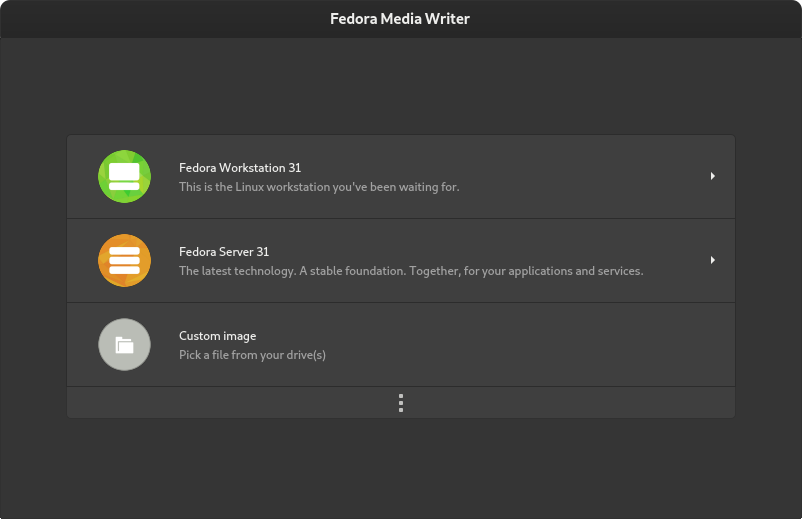 Fedora Media Writer
Fedora Workstation 31
This is the Linux workstation you've been waiting for.
Fedora Server 31
The latest technology. A stable foundation. Together, for your applications and services.
Custom image
Pick a file from your drive(s)